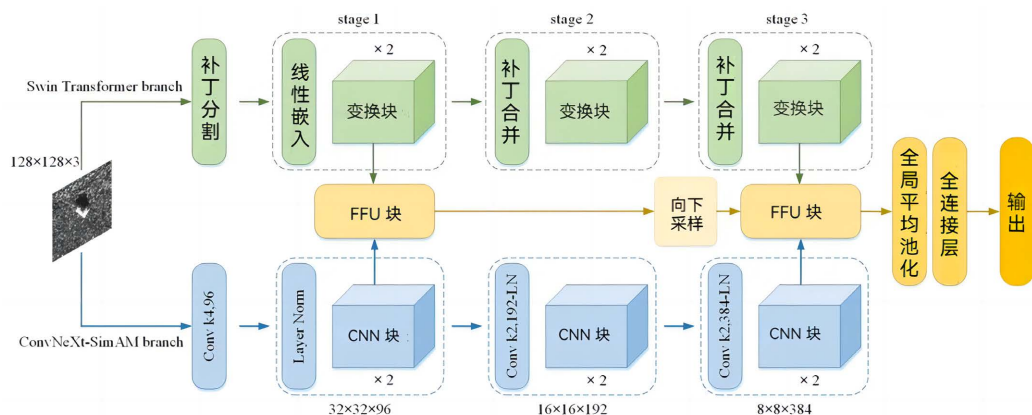 stage 1
stage 2
stage 3
Swin Transformer branch
补丁分割
线性嵌入
× 2
变换块
补丁合并
× 2
变换块
补丁合并
× 2
变换块
128×128×3
FFU 块
向下
采样
FFU 块
全局平均池化
全连接层
输出
ConvNeXt-SimAM branch
Conv k4,96
Layer Norm
CNN 块
× 2
Conv k2,192-LN
CNN 块
× 2
Conv k2,384-LN
CNN 块
× 2
32×32×96
16×16×192
8×8×384